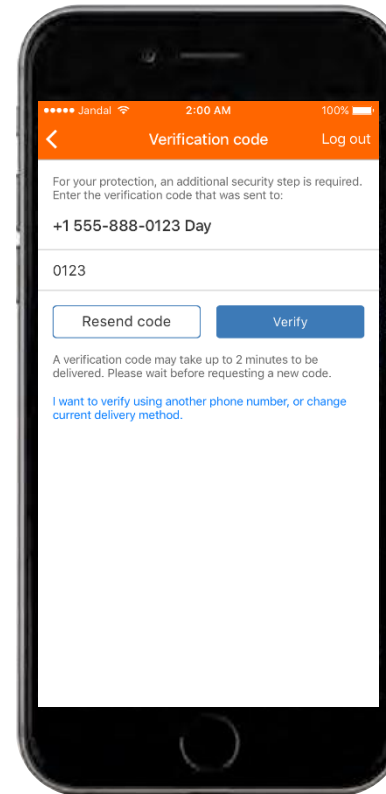 Jandal 2:00 AM 100%
Verification code Log out
For your protection, an additional security step is required.
Enter the verification code that was sent to:
+1 555-888-0123 Day
0123
Resend code Verify
A verification code may take up to 2 minutes to be
delivered. Please wait before requesting a new code.
I want to verify using another phone number, or change
current delivery method.